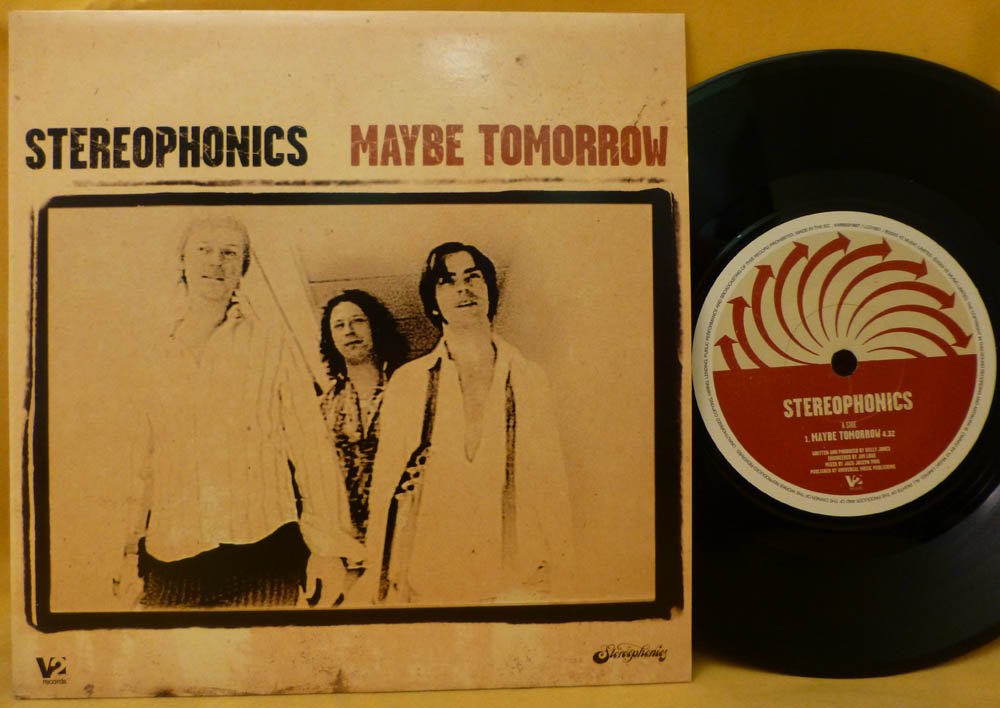 STEREOPHONICS MAYBE TOMORROW
V2
records
Stereophonics
STEREOPHONICS
A SIDE
1. MAYBE TOMORROW 4.32
WRITTEN AND PRODUCED BY KELLY JONES
ENGINEERED BY JIM LOWE
MIXED BY JACK JOSEPH PUIG
PUBLISHED BY UNIVERSAL MUSIC PUBLISHING
V2